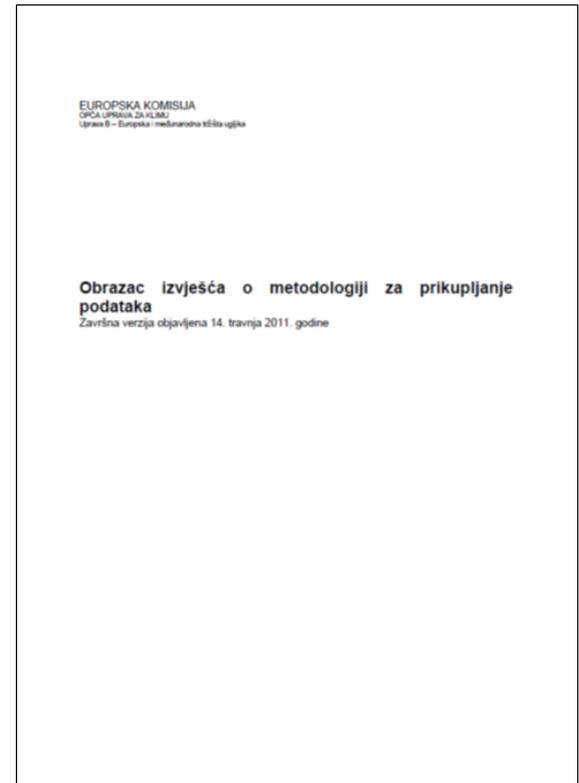 EUROPSKA KOMISIJA
OPĆA UPRAVA ZA KLIMU
Uprava B – Europska i međunarodna tržišta ugljika
Obrazac izvješća o metodologiji za prikupljanje
podataka
Završna verzija objavljena 14. travnja 2011. godine